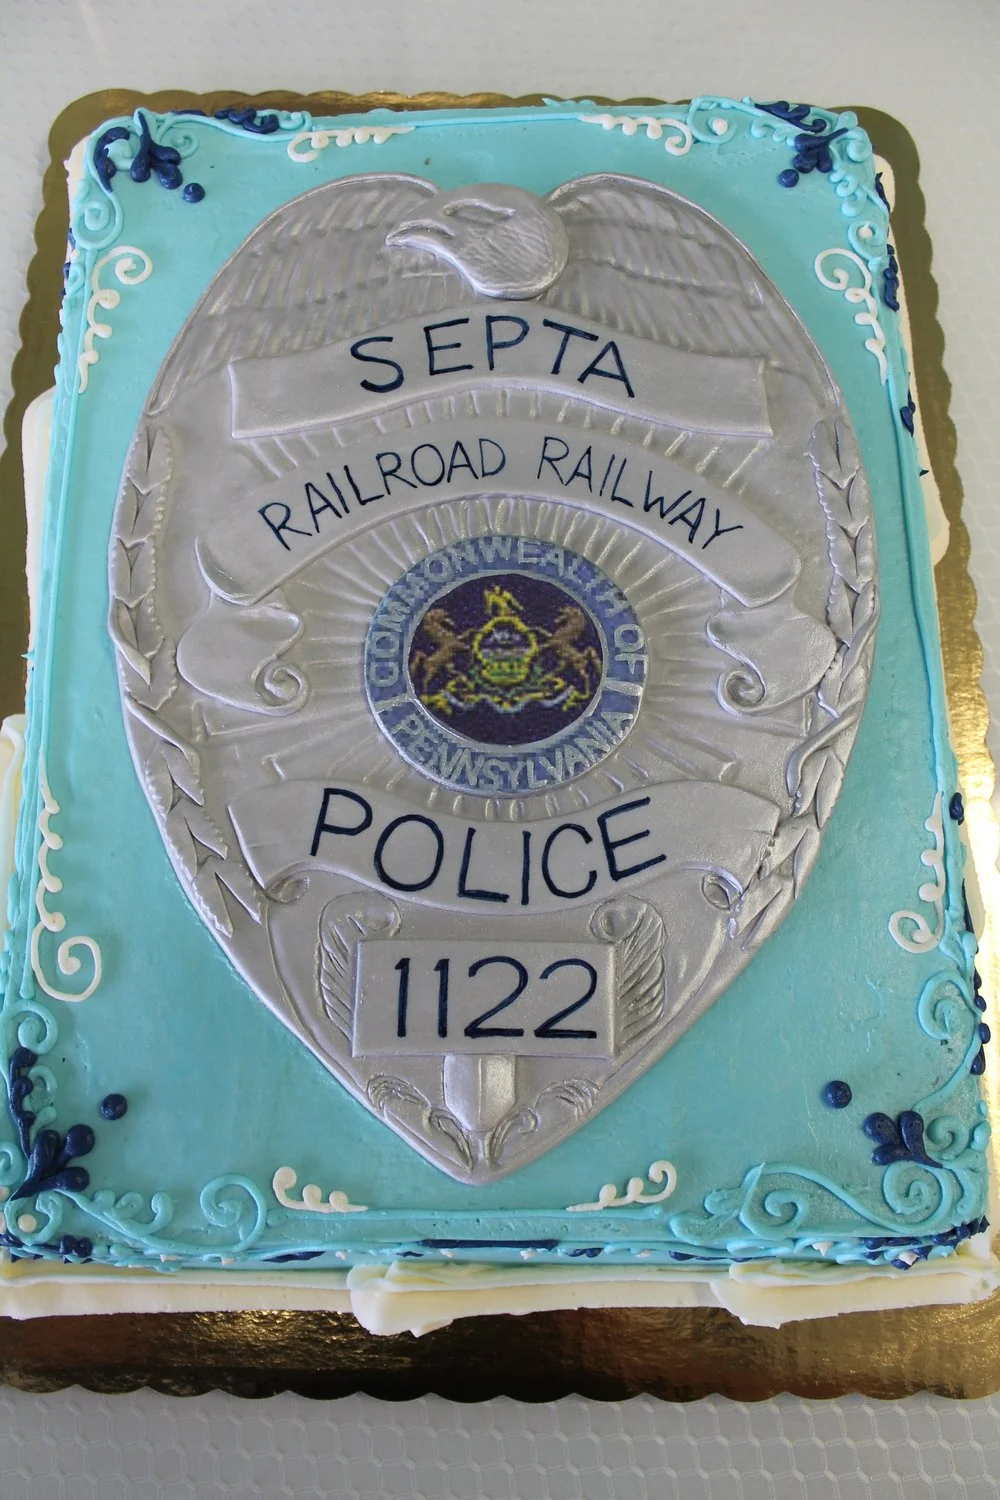 SEPTA
RAILROAD RAILWAY
COMMONWEALTH OF
PENNSYLVANIA
POLICE
1122